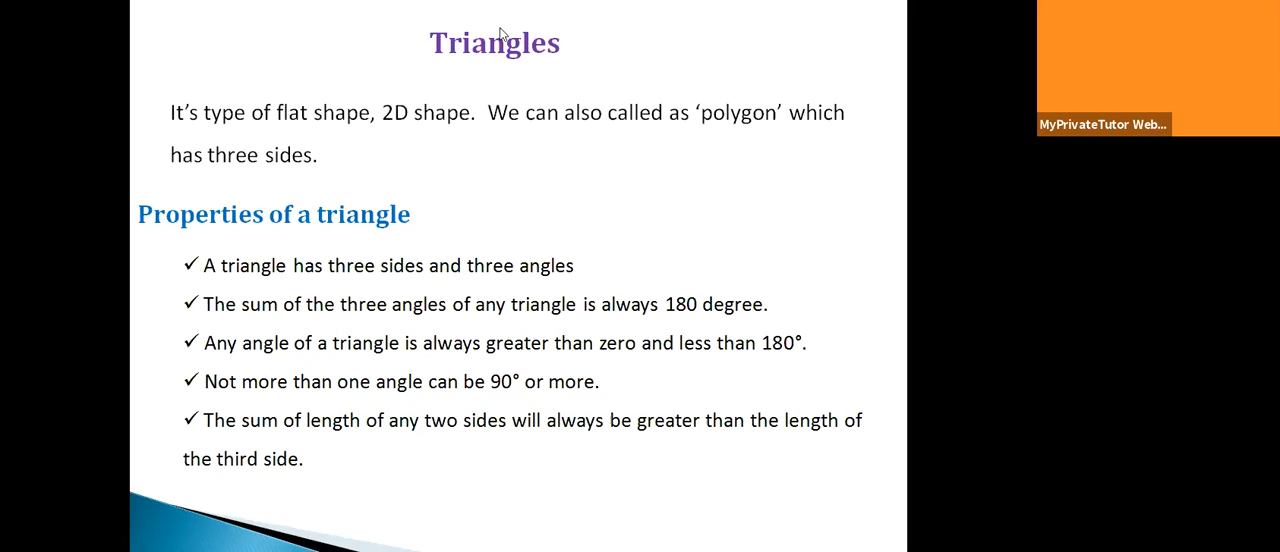 Triangles
It’s type of flat shape, 2D shape. We can also called as ‘polygon’ which
has three sides.
MyPrivateTutor Web...
Properties of a triangle
✓ A triangle has three sides and three angles
✓ The sum of the three angles of any triangle is always 180 degree.
✓ Any angle of a triangle is always greater than zero and less than 180°.
✓ Not more than one angle can be 90° or more.
✓ The sum of length of any two sides will always be greater than the length of
the third side.